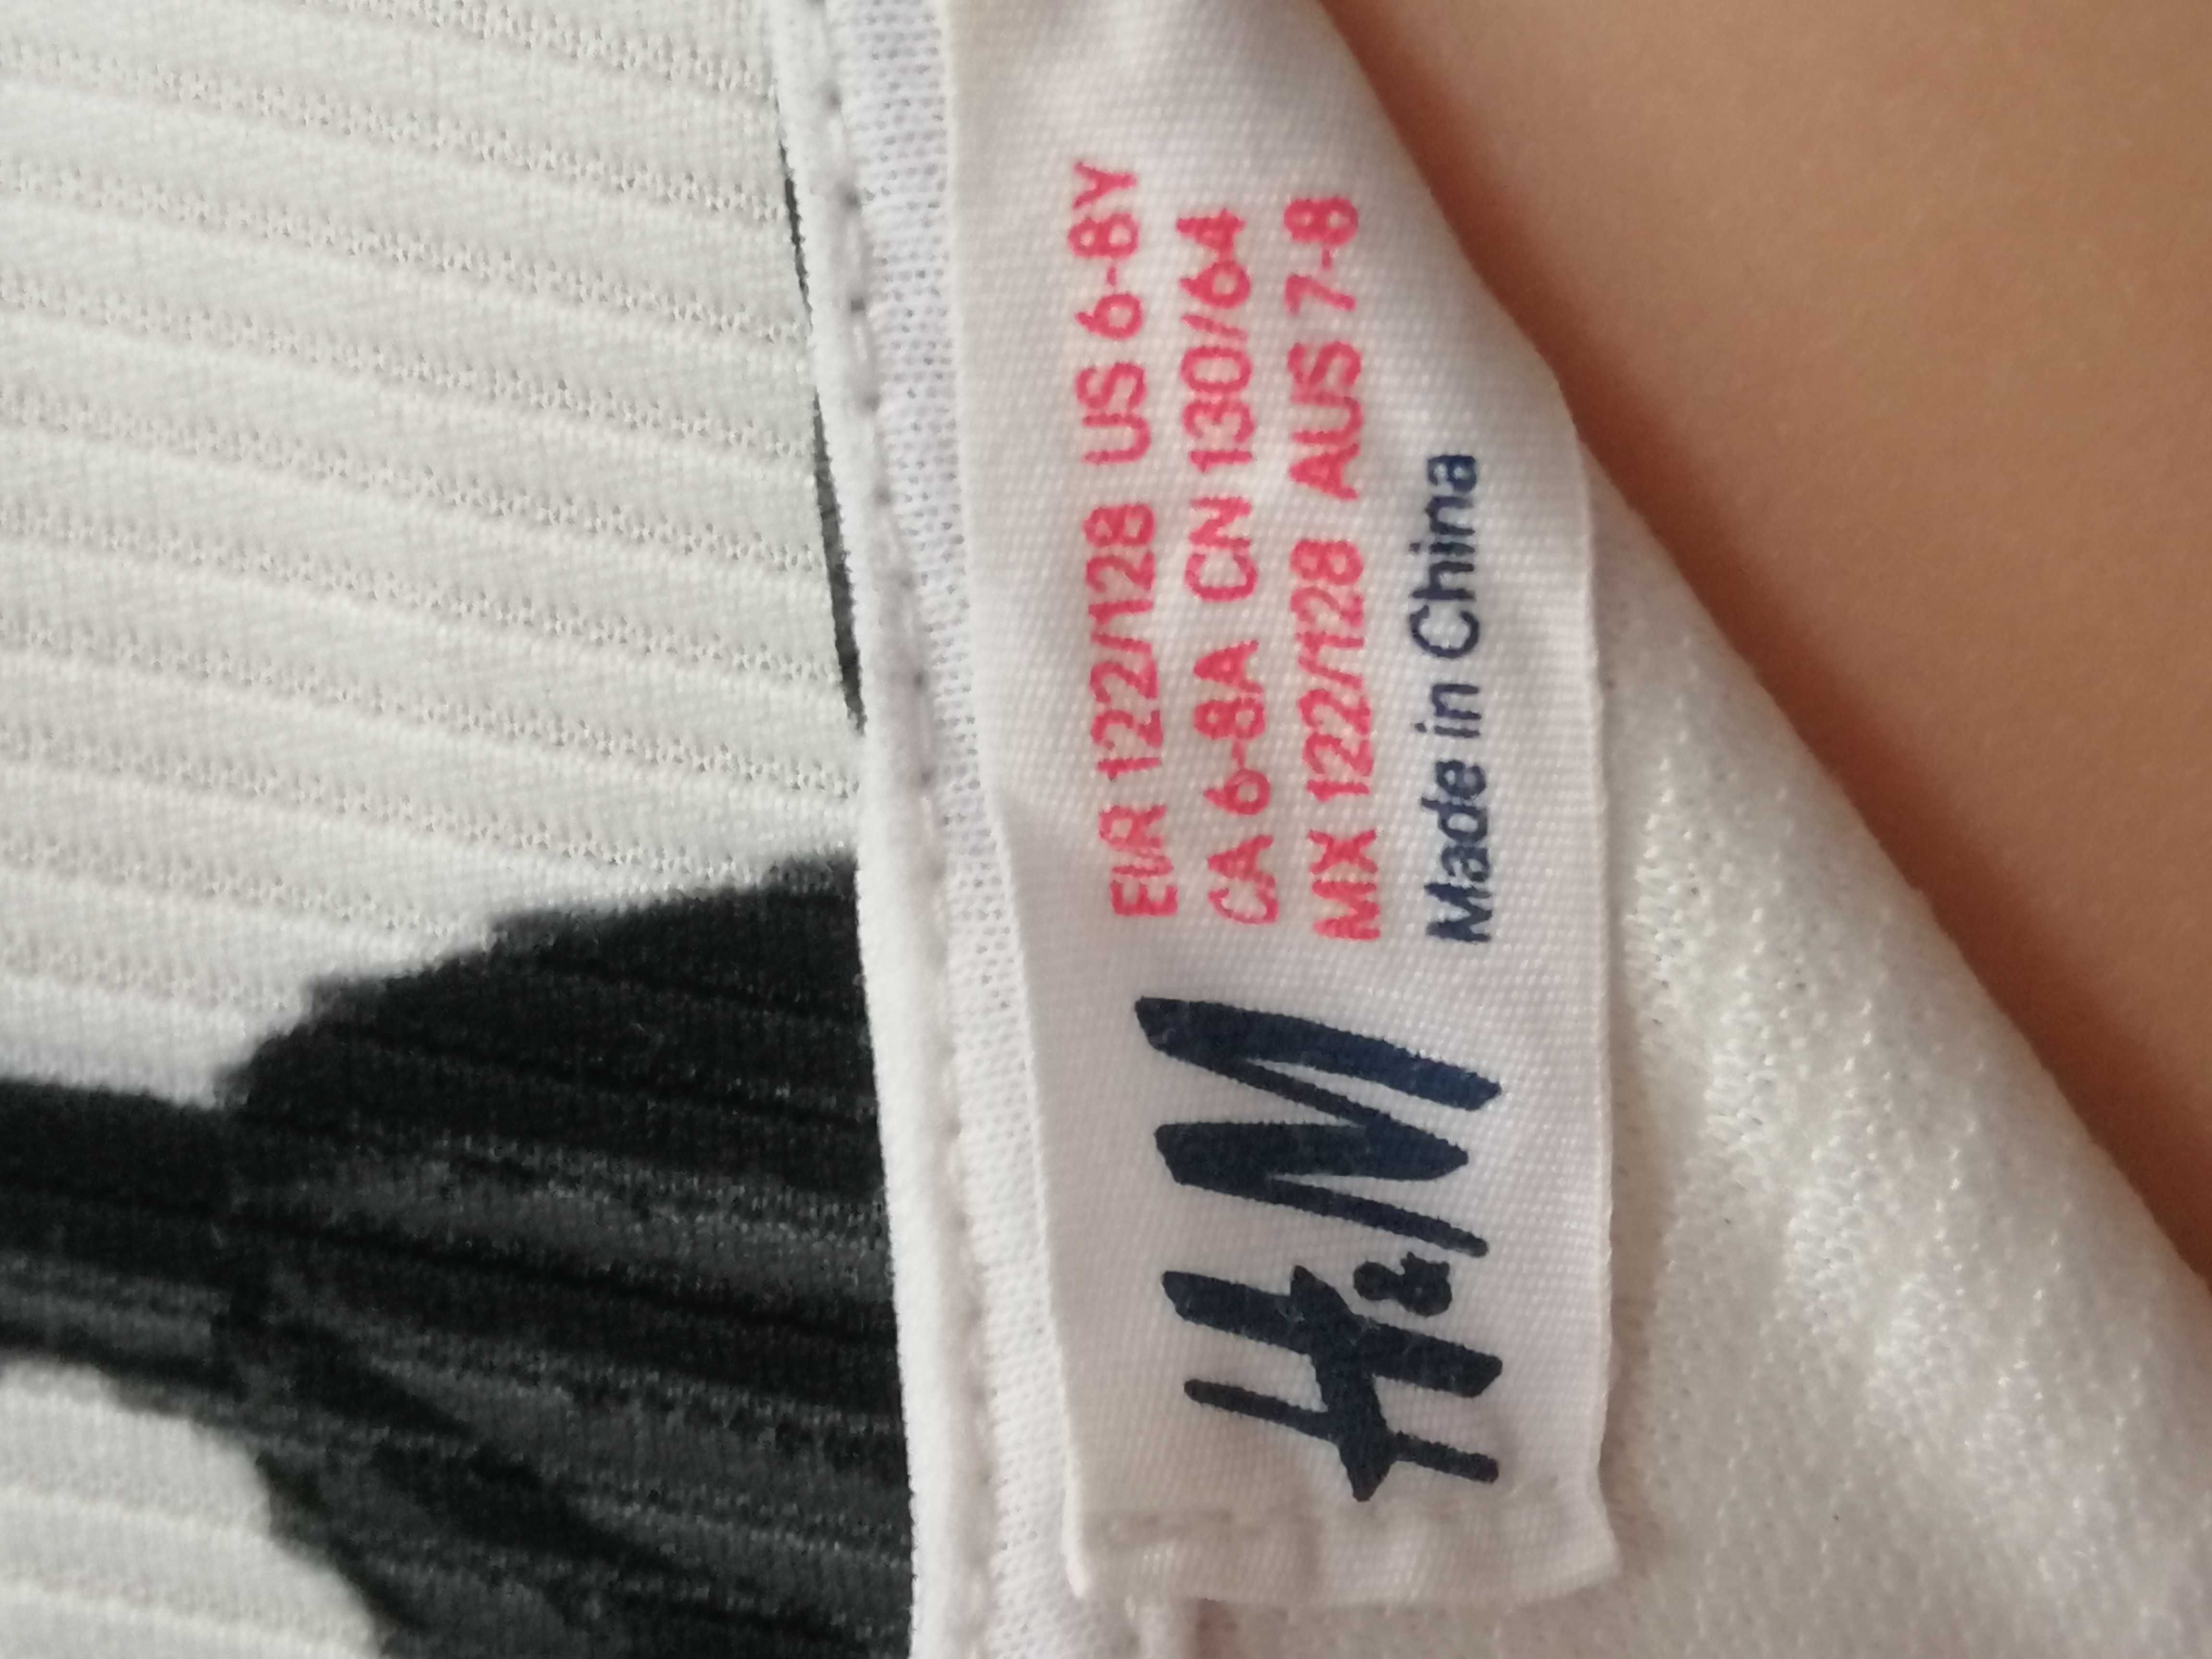 H&M
EUR 122/128 US 6-8Y
CA 6-8A CN 130/64
MX 122/128 AUS 7-8
Made in China